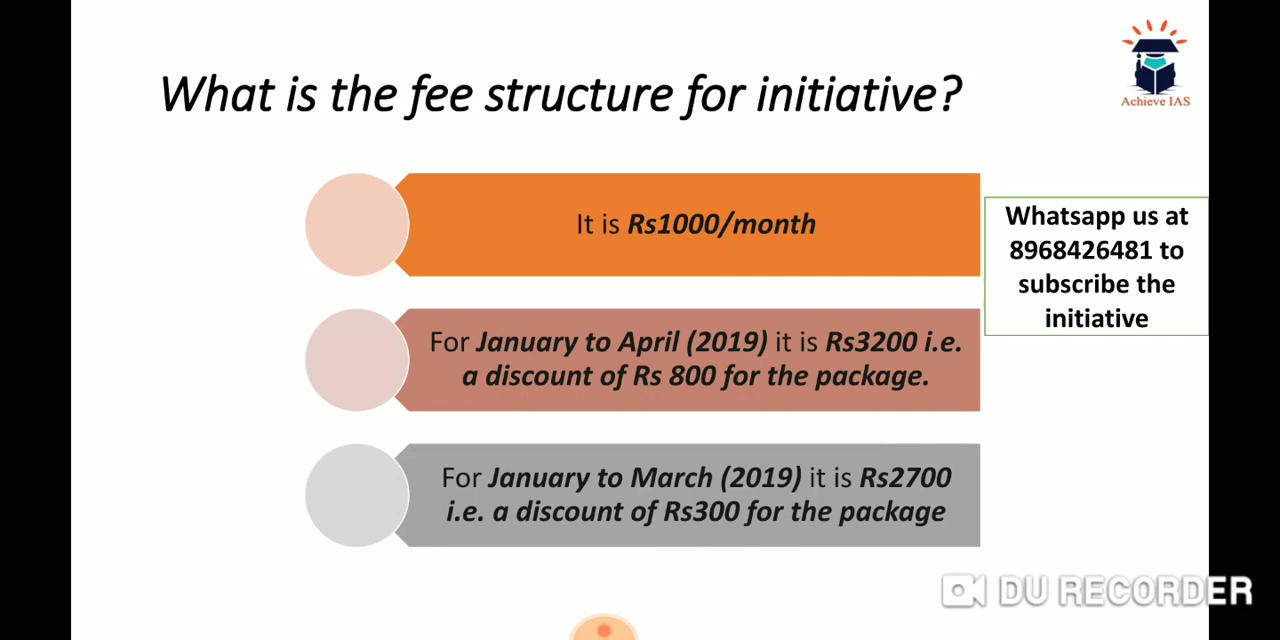 What is the fee structure for initiative?
Achieve IAS
It is Rs1000/month
Whatsapp us at
8968426481 to
subscribe the
initiative
For January to April (2019) it is Rs3200 i.e.
a discount of Rs 800 for the package.
For January to March (2019) it is Rs2700
i.e. a discount of Rs300 for the package
DU RECORDER